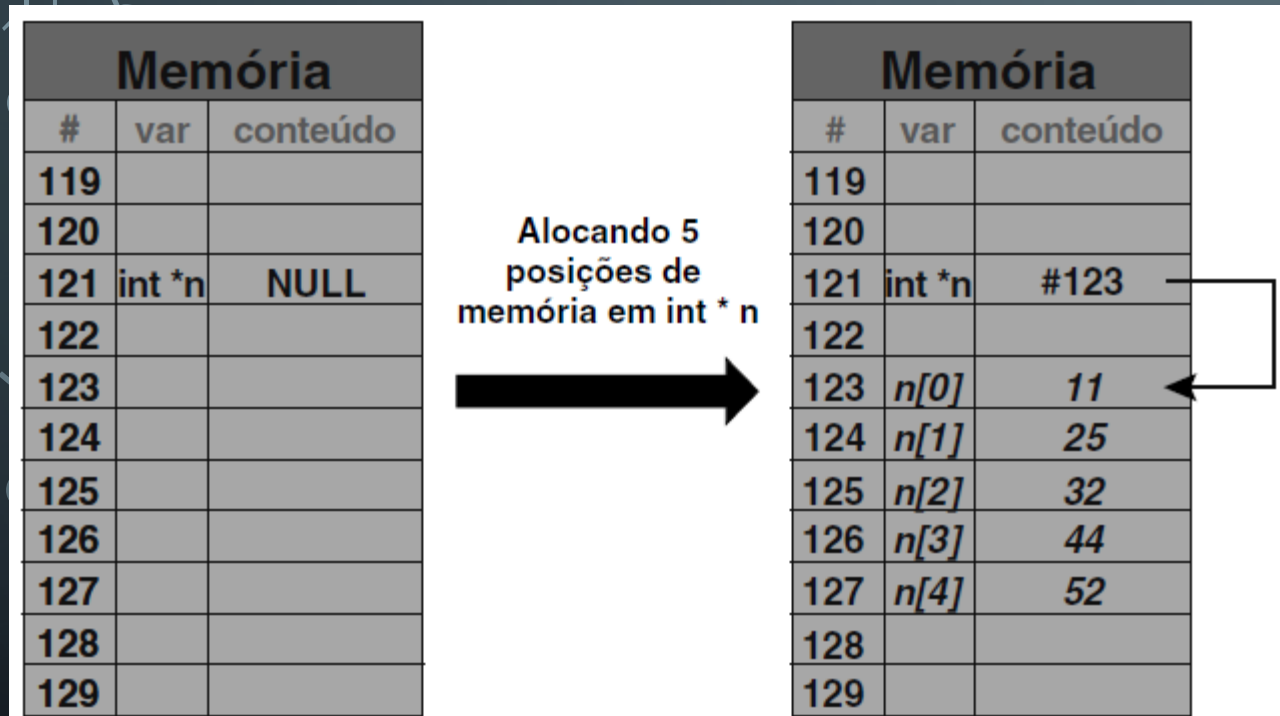 Memória
# var conteúdo
119
120
121 int *n NULL
122
123
124
125
126
127
128
129
Alocando 5
posições de
memória em int * n
Memória
# var conteúdo
119
120
121 int *n #123
122
123 n[0] 11
124 n[1] 25
125 n[2] 32
126 n[3] 44
127 n[4] 52
128
129